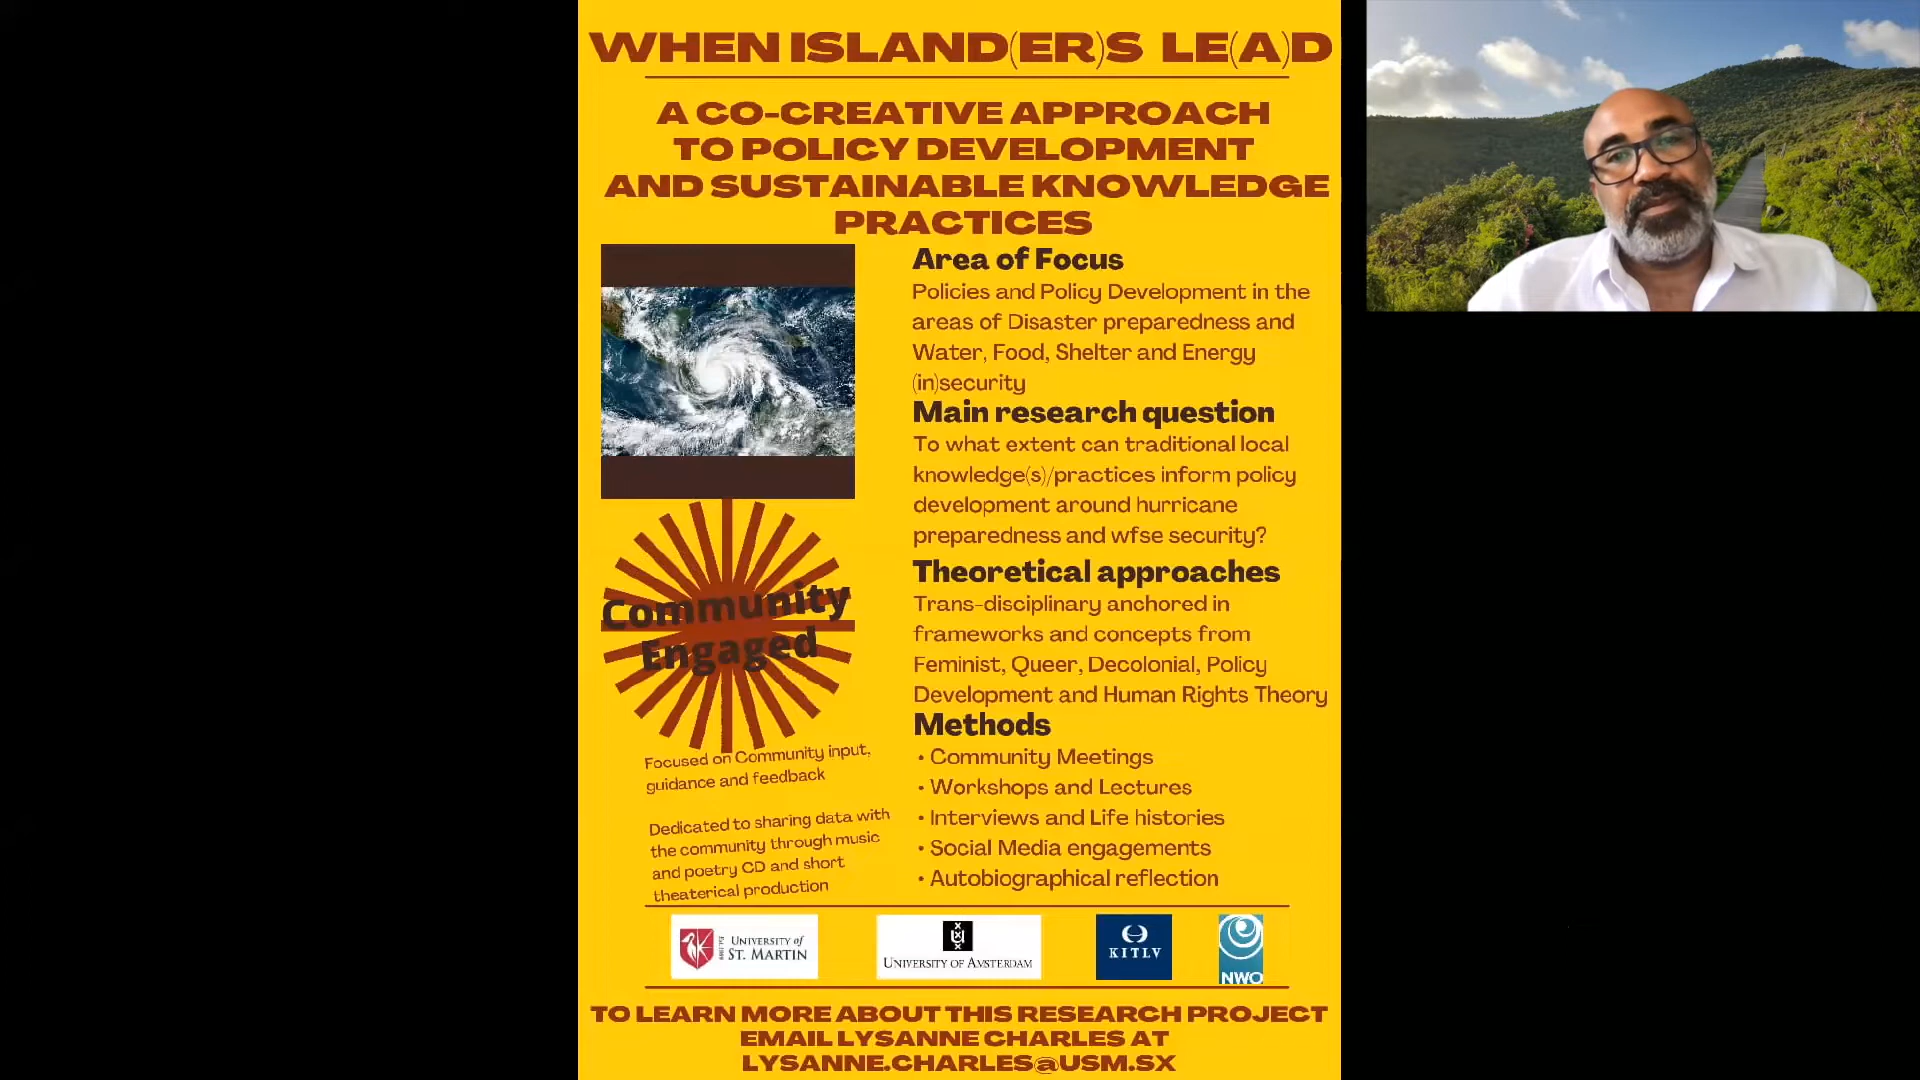 WHEN ISLAND(ER)S LE(A)D
A CO-CREATIVE APPROACH
TO POLICY DEVELOPMENT
AND SUSTAINABLE KNOWLEDGE
PRACTICES
Area of Focus
Policies and Policy Development in the
areas of Disaster preparedness and
Water, Food, Shelter and Energy
(in)security
Main research question
To what extent can traditional local
knowledge(s)/practices inform policy
development around hurricane
preparedness and wfse security?
Theoretical approaches
Trans-disciplinary anchored in
frameworks and concepts from
Feminist, Queer, Decolonial, Policy
Development and Human Rights Theory
Methods
• Community Meetings
• Workshops and Lectures
• Interviews and Life histories
• Social Media engagements
• Autobiographical reflection
Community
Engaged
Focused on Community input,
guidance and feedback
Dedicated to sharing data with
the community through music
and poetry CD and short
theaterical production
UNIVERSITY of
ST. MARTIN
UNIVERSITY OF AMSTERDAM
KITLV
NWO
TO LEARN MORE ABOUT THIS RESEARCH PROJECT
EMAIL LYSANNE CHARLES AT
LYSANNE.CHARLES@USM.SX